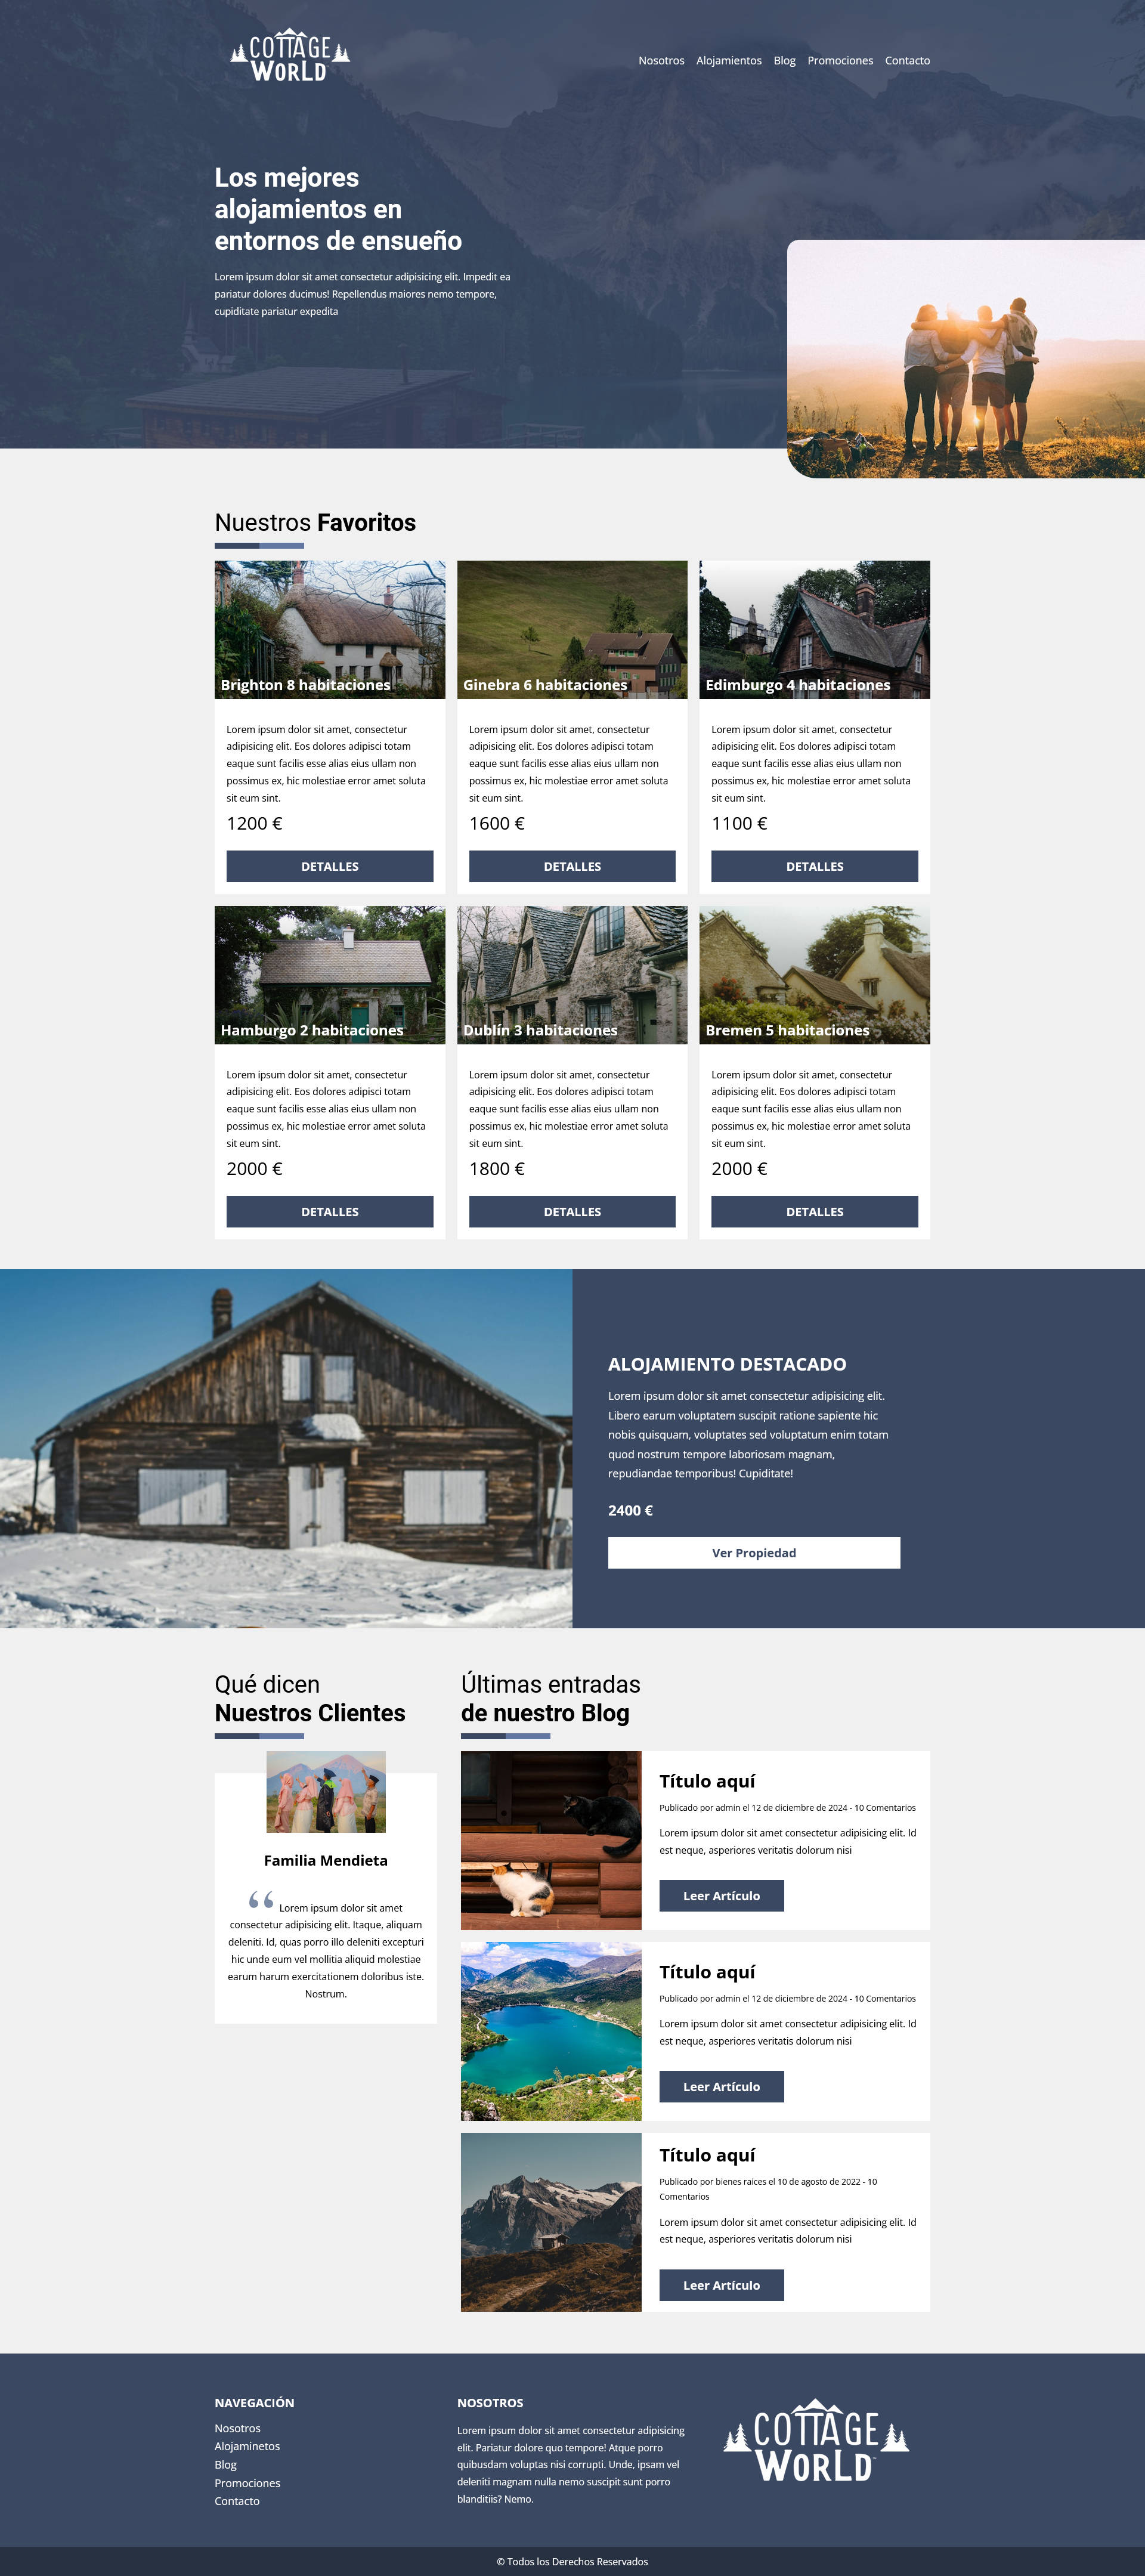 COTTAGE
WORLD
Nosotros Alojamientos Blog Promociones Contacto
Los mejores
alojamientos en
entornos de ensueño
Lorem ipsum dolor sit amet consectetur adipisicing elit. Impedit ea
pariatur dolores ducimus! Repellendus maiores nemo tempore,
cupiditate pariatur expedita
Nuestros Favoritos
Brighton 8 habitaciones
Lorem ipsum dolor sit amet, consectetur
adipisicing elit. Eos dolores adipisci totam
eaque sunt facilis esse alias eius ullam non
possimus ex, hic molestiae error amet soluta
sit eum sint.
1200 €
DETALLES
Ginebra 6 habitaciones
Lorem ipsum dolor sit amet, consectetur
adipisicing elit. Eos dolores adipisci totam
eaque sunt facilis esse alias eius ullam non
possimus ex, hic molestiae error amet soluta
sit eum sint.
1600 €
DETALLES
Edimburgo 4 habitaciones
Lorem ipsum dolor sit amet, consectetur
adipisicing elit. Eos dolores adipisci totam
eaque sunt facilis esse alias eius ullam non
possimus ex, hic molestiae error amet soluta
sit eum sint.
1100 €
DETALLES
Hamburgo 2 habitaciones
Lorem ipsum dolor sit amet, consectetur
adipisicing elit. Eos dolores adipisci totam
eaque sunt facilis esse alias eius ullam non
possimus ex, hic molestiae error amet soluta
sit eum sint.
2000 €
DETALLES
Dublín 3 habitaciones
Lorem ipsum dolor sit amet, consectetur
adipisicing elit. Eos dolores adipisci totam
eaque sunt facilis esse alias eius ullam non
possimus ex, hic molestiae error amet soluta
sit eum sint.
1800 €
DETALLES
Bremen 5 habitaciones
Lorem ipsum dolor sit amet, consectetur
adipisicing elit. Eos dolores adipisci totam
eaque sunt facilis esse alias eius ullam non
possimus ex, hic molestiae error amet soluta
sit eum sint.
2000 €
DETALLES
ALOJAMIENTO DESTACADO
Lorem ipsum dolor sit amet consectetur adipisicing elit.
Libero earum voluptatem suscipit ratione sapiente hic
nobis quisquam, voluptates sed voluptatum enim totam
quod nostrum tempore laboriosam magnam,
repudiandae temporibus! Cupiditate!
2400 €
Ver Propiedad
Qué dicen
Nuestros Clientes
Familia Mendieta
“ Lorem ipsum dolor sit amet
consectetur adipisicing elit. Itaque, aliquam
deleniti. Id, quas porro illo deleniti excepturi
hic unde eum vel mollitia aliquid molestiae
earum harum exercitationem doloribus iste.
Nostrum.
Últimas entradas
de nuestro Blog
Título aquí
Publicado por admin el 12 de diciembre de 2024 - 10 Comentarios
Lorem ipsum dolor sit amet consectetur adipisicing elit. Id
est neque, asperiores veritatis dolorum nisi
Leer Artículo
Título aquí
Publicado por admin el 12 de diciembre de 2024 - 10 Comentarios
Lorem ipsum dolor sit amet consectetur adipisicing elit. Id
est neque, asperiores veritatis dolorum nisi
Leer Artículo
Título aquí
Publicado por bienes raices el 10 de agosto de 2022 - 10
Comentarios
Lorem ipsum dolor sit amet consectetur adipisicing elit. Id
est neque, asperiores veritatis dolorum nisi
Leer Artículo
NAVEGACIÓN
Nosotros
Alojaminetos
Blog
Promociones
Contacto
NOSOTROS
Lorem ipsum dolor sit amet consectetur adipisicing
elit. Pariatur dolore quo tempore! Atque porro
quibusdam voluptas nisi corrupti. Unde, ipsam vel
deleniti magnam nulla nemo suscipit sunt porro
blanditiis? Nemo.
COTTAGE
WORLD
© Todos los Derechos Reservados